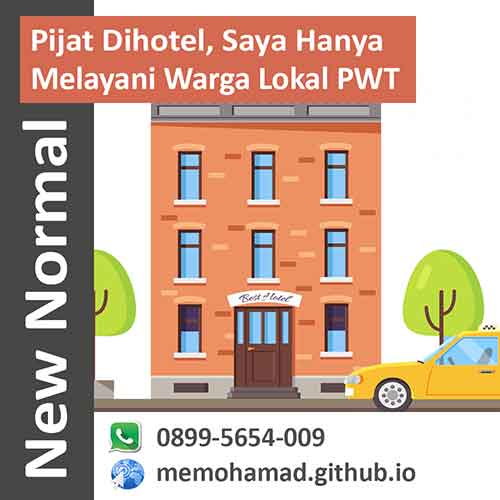 Pijat Dihotel, Saya Hanya
Melayani Warga Lokal PWT
New Normal
Best Hotel
0899-5654-009
memohamad.github.io